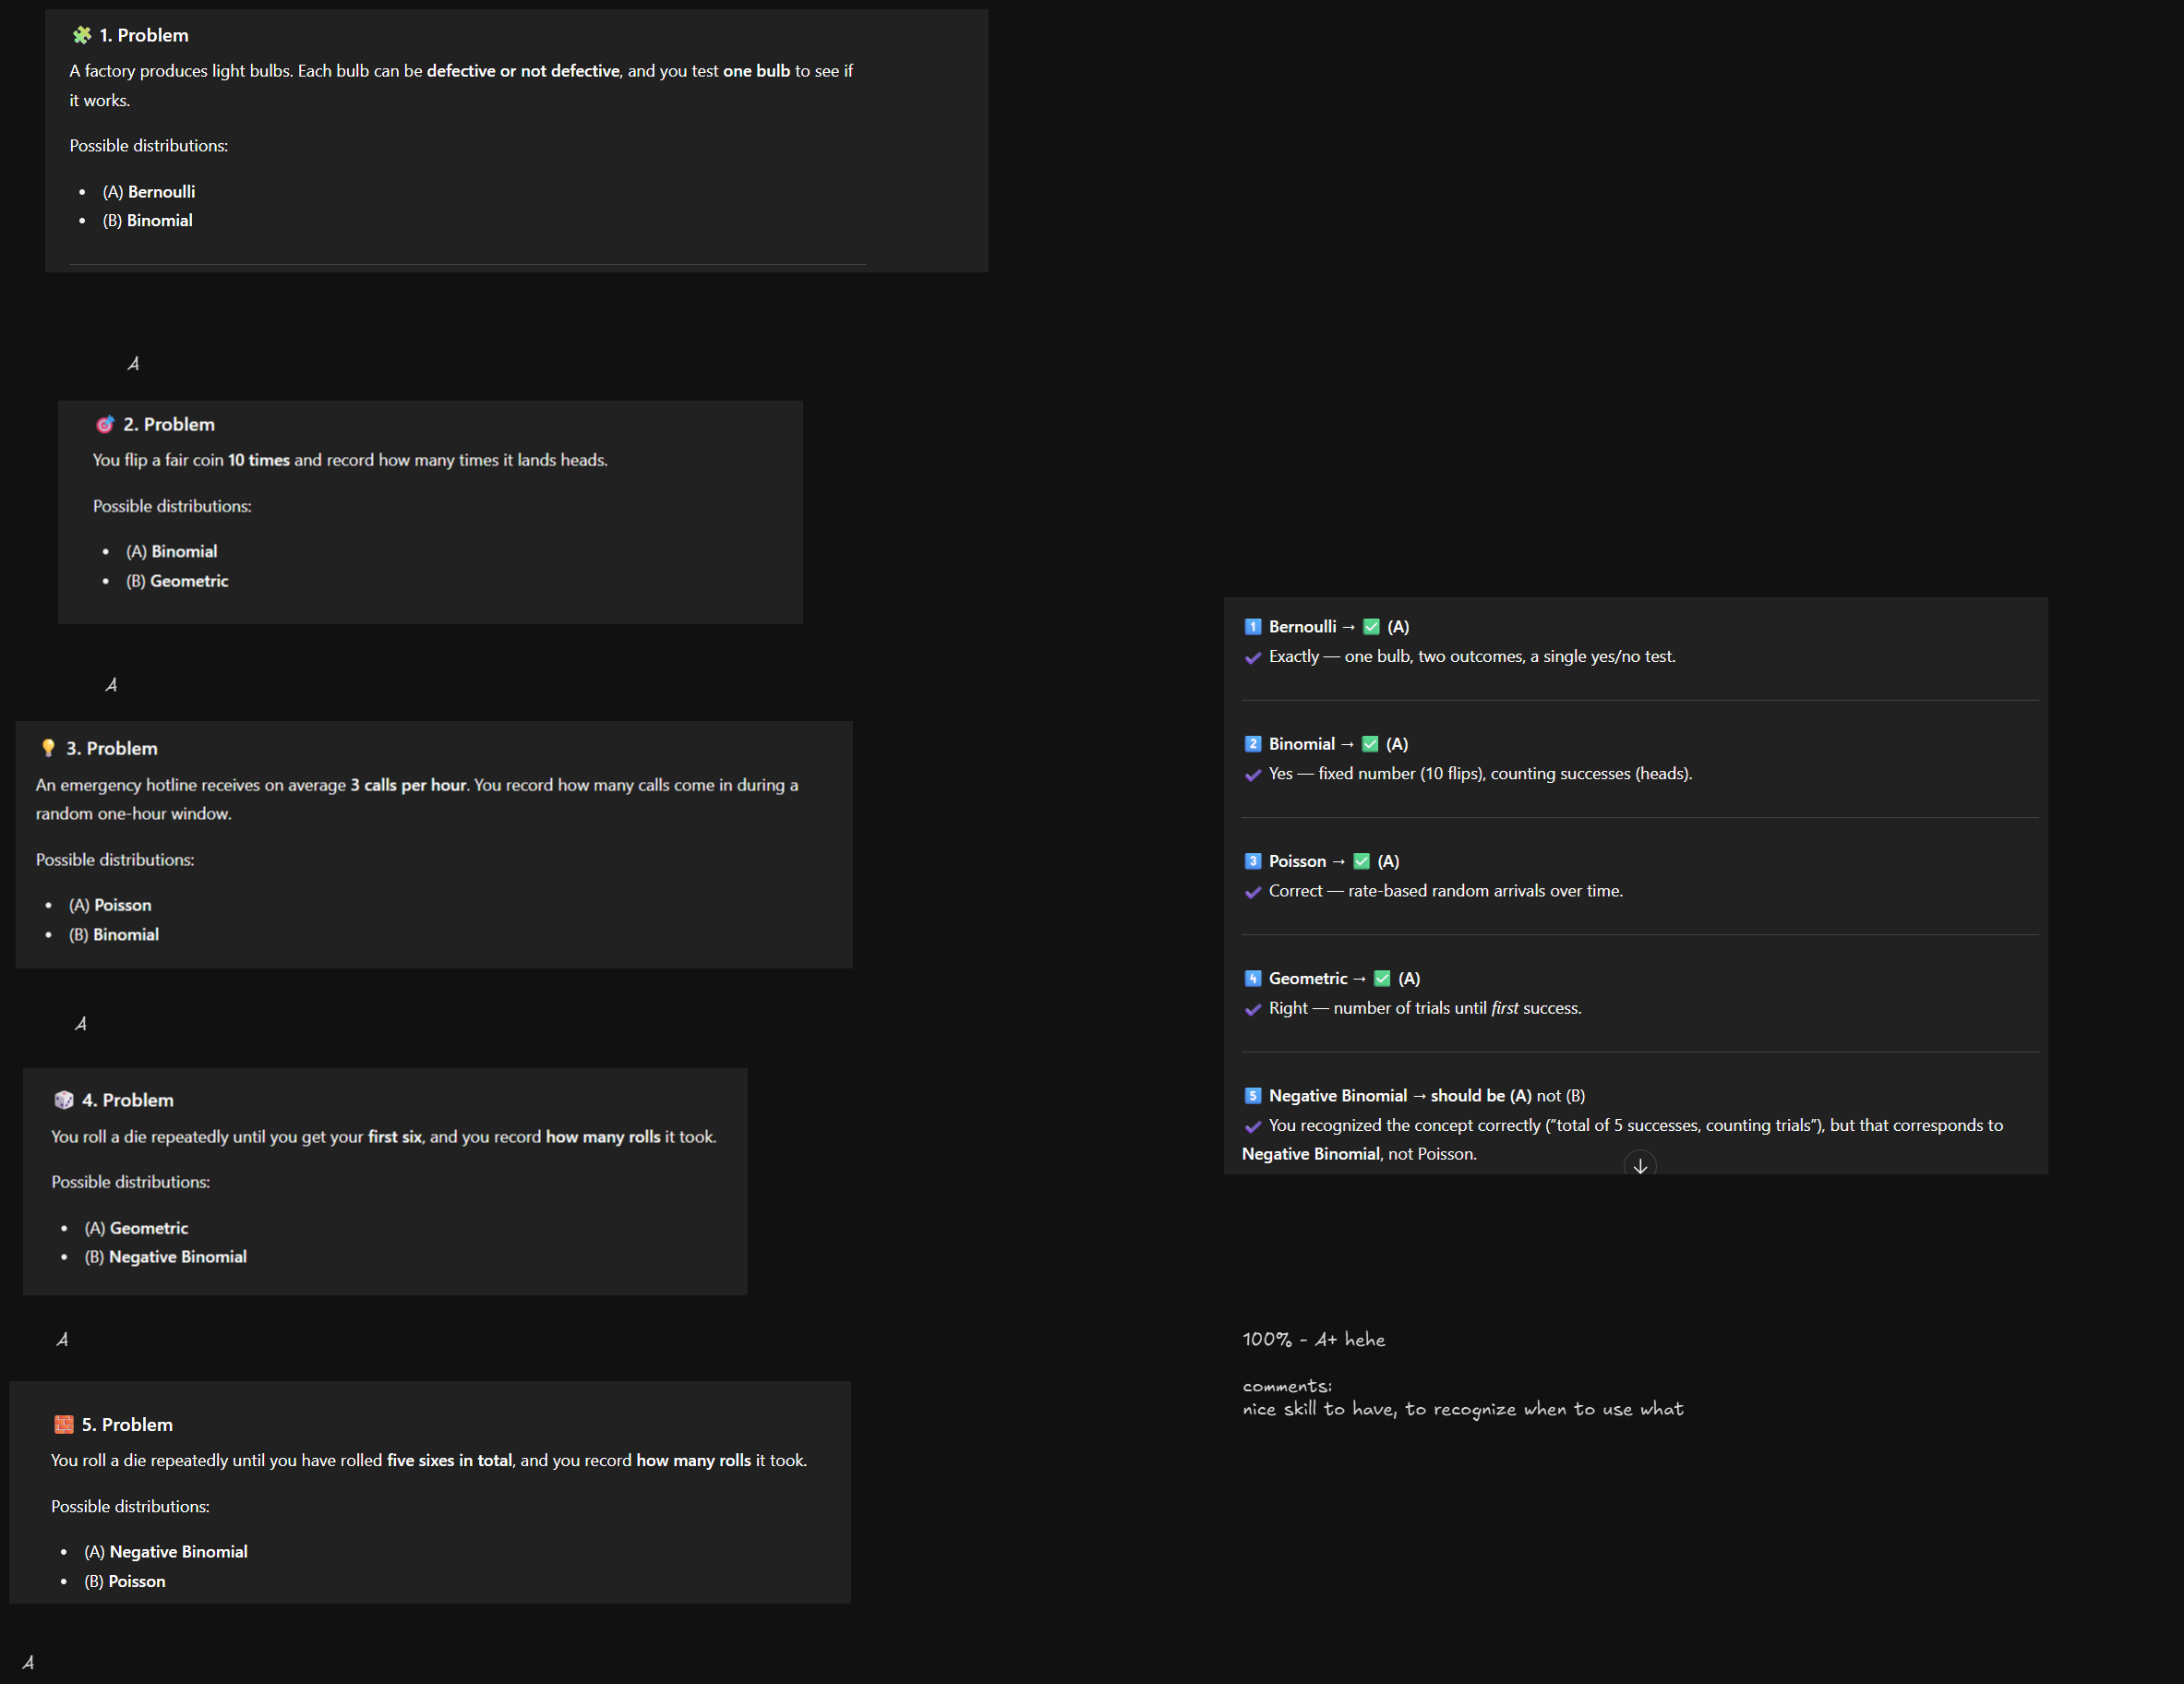 🧩 1. Problem
A factory produces light bulbs. Each bulb can be defective or not defective, and you test one bulb to see if
it works.
Possible distributions:
• (A) Bernoulli
• (B) Binomial
A
🎯 2. Problem
You flip a fair coin 10 times and record how many times it lands heads.
Possible distributions:
• (A) Binomial
• (B) Geometric
A
💡 3. Problem
An emergency hotline receives on average 3 calls per hour. You record how many calls come in during a
random one-hour window.
Possible distributions:
• (A) Poisson
• (B) Binomial
A
🎲 4. Problem
You roll a die repeatedly until you get your first six, and you record how many rolls it took.
Possible distributions:
• (A) Geometric
• (B) Negative Binomial
A
🧱 5. Problem
You roll a die repeatedly until you have rolled five sixes in total, and you record how many rolls it took.
Possible distributions:
• (A) Negative Binomial
• (B) Poisson
A
1️⃣ Bernoulli → ✅ (A)
✔️ Exactly — one bulb, two outcomes, a single yes/no test.
2️⃣ Binomial → ✅ (A)
✔️ Yes — fixed number (10 flips), counting successes (heads).
3️⃣ Poisson → ✅ (A)
✔️ Correct — rate-based random arrivals over time.
4️⃣ Geometric → ✅ (A)
✔️ Right — number of trials until first success.
5️⃣ Negative Binomial → should be (A) not (B)
✔️ You recognized the concept correctly (“total of 5 successes, counting trials”), but that corresponds to
Negative Binomial, not Poisson.
100% - A+ hehe
comments:
nice skill to have, to recognize when to use what